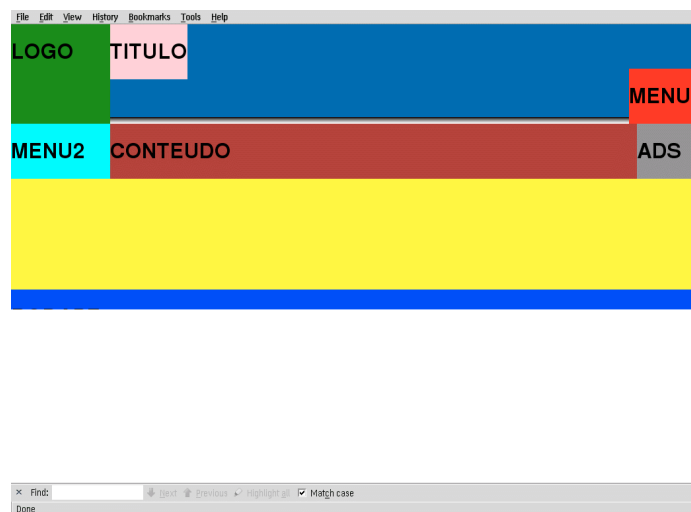 File Edit View History Bookmarks Tools Help
LOGO TITULO
MENU
MENU2 CONTEUDO ADS
× Find: Next Previous Highlight all Match case
Done